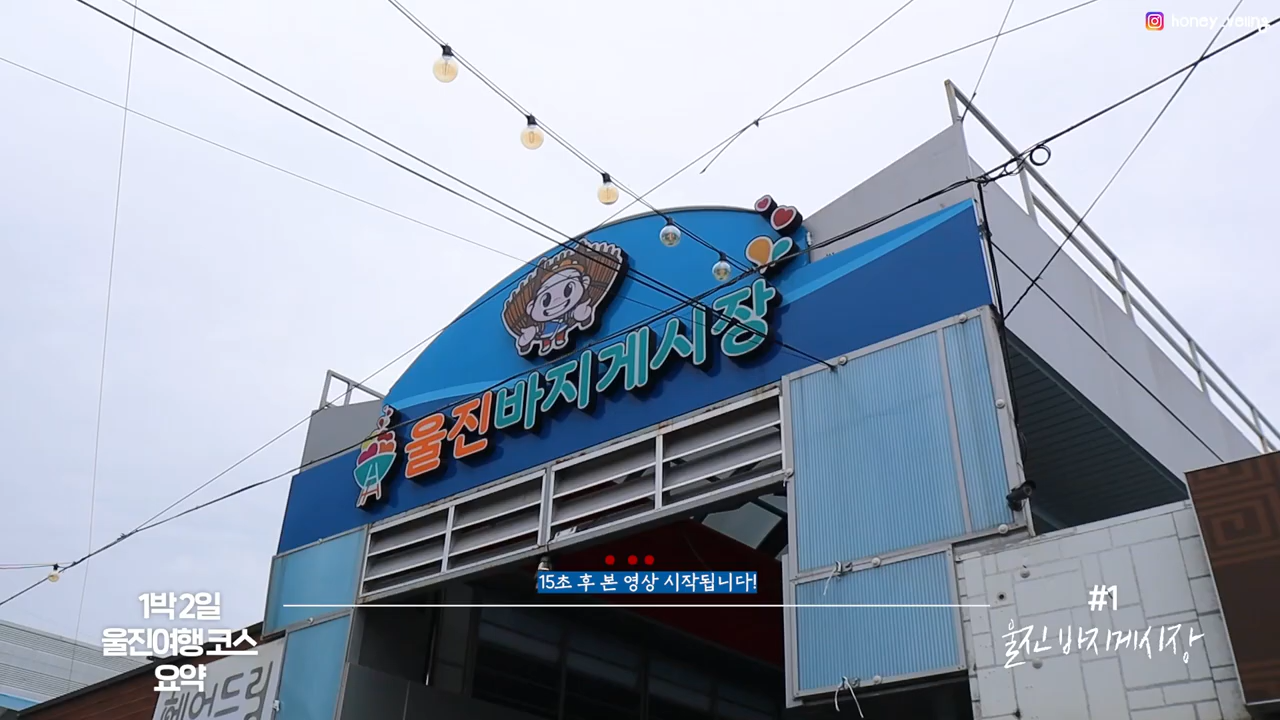 honey_yaiing
울진바지게시장
15초 후 본 영상 시작됩니다!
1박 2일
울진여행 코스
요약
#1
울진 바지게시장
헤어드림